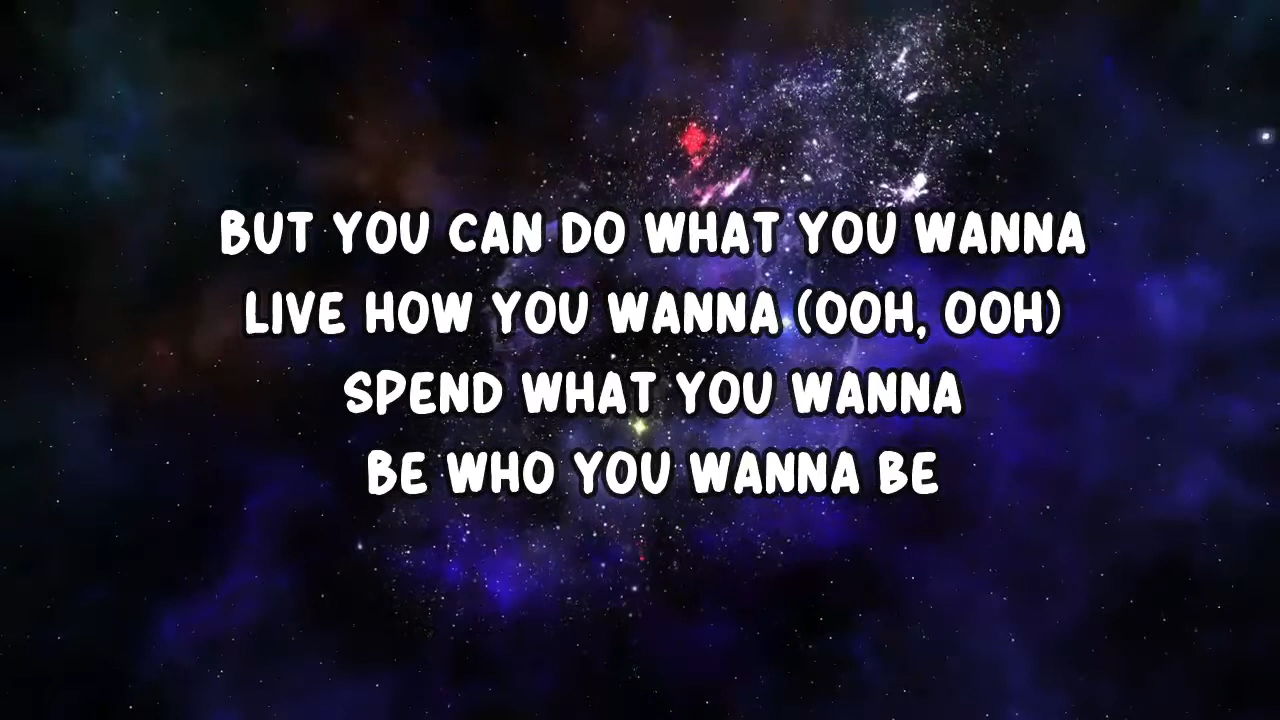 BUT YOU CAN DO WHAT YOU WANNA
LIVE HOW YOU WANNA (OOH, OOH)
SPEND WHAT YOU WANNA
BE WHO YOU WANNA BE